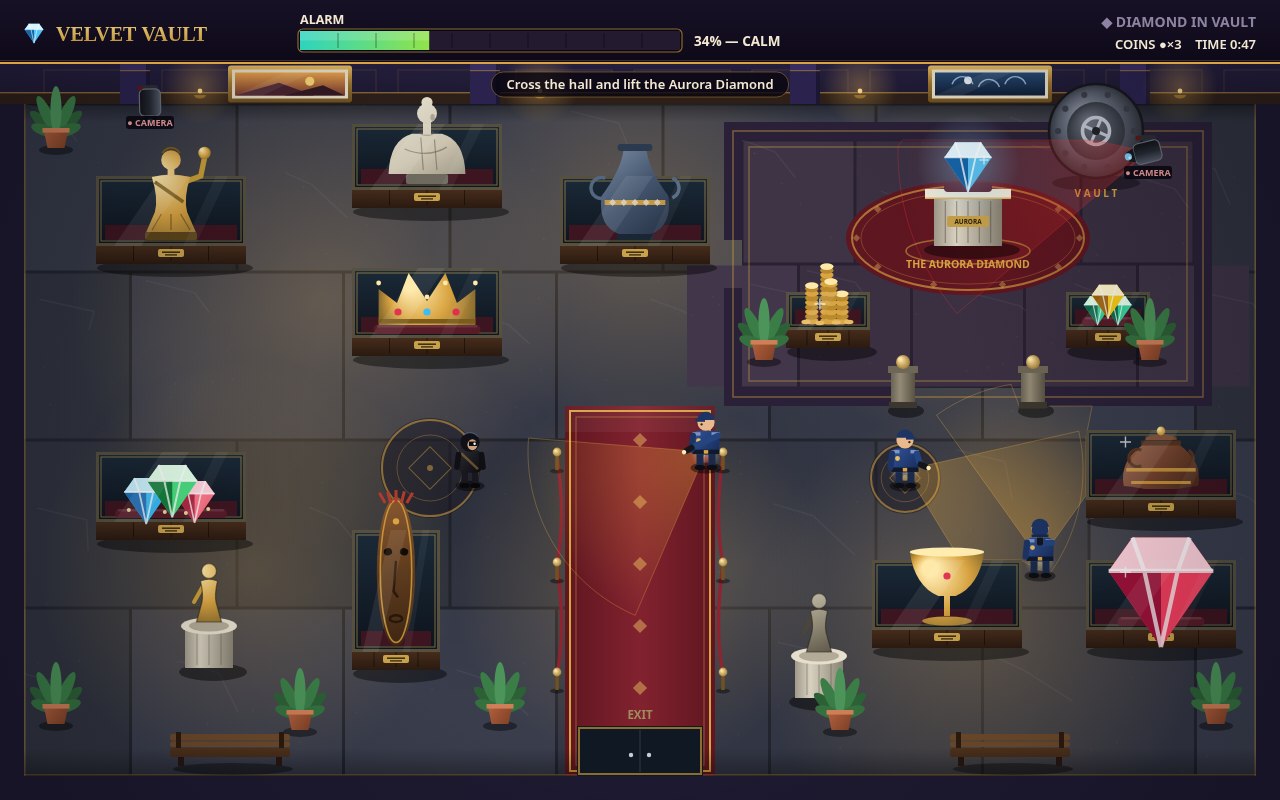 VELVET VAULT
ALARM
34% — CALM
◆ DIAMOND IN VAULT
COINS ●×3 TIME 0:47
Cross the hall and lift the Aurora Diamond
● CAMERA
● CAMERA
VAULT
AURORA
THE AURORA DIAMOND
EXIT